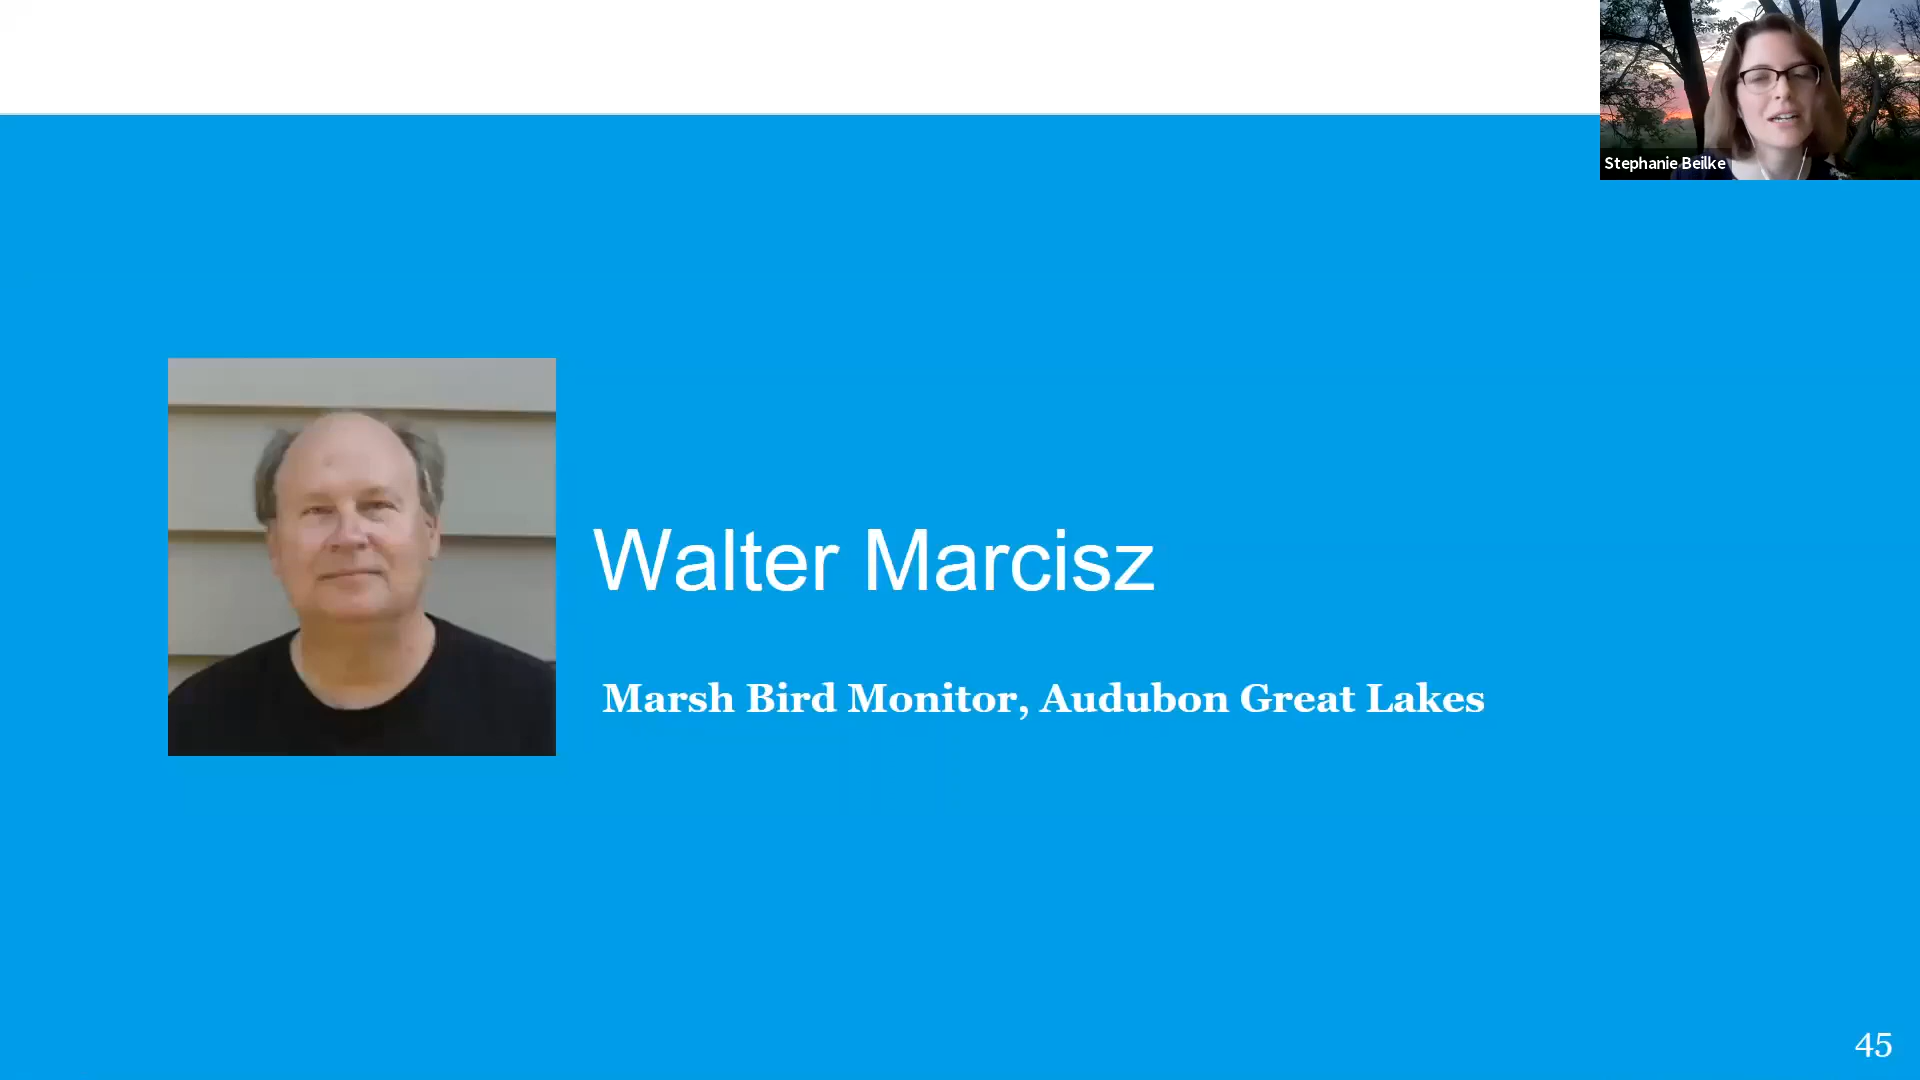 Stephanie Beilke
Walter Marcisz
Marsh Bird Monitor, Audubon Great Lakes
45